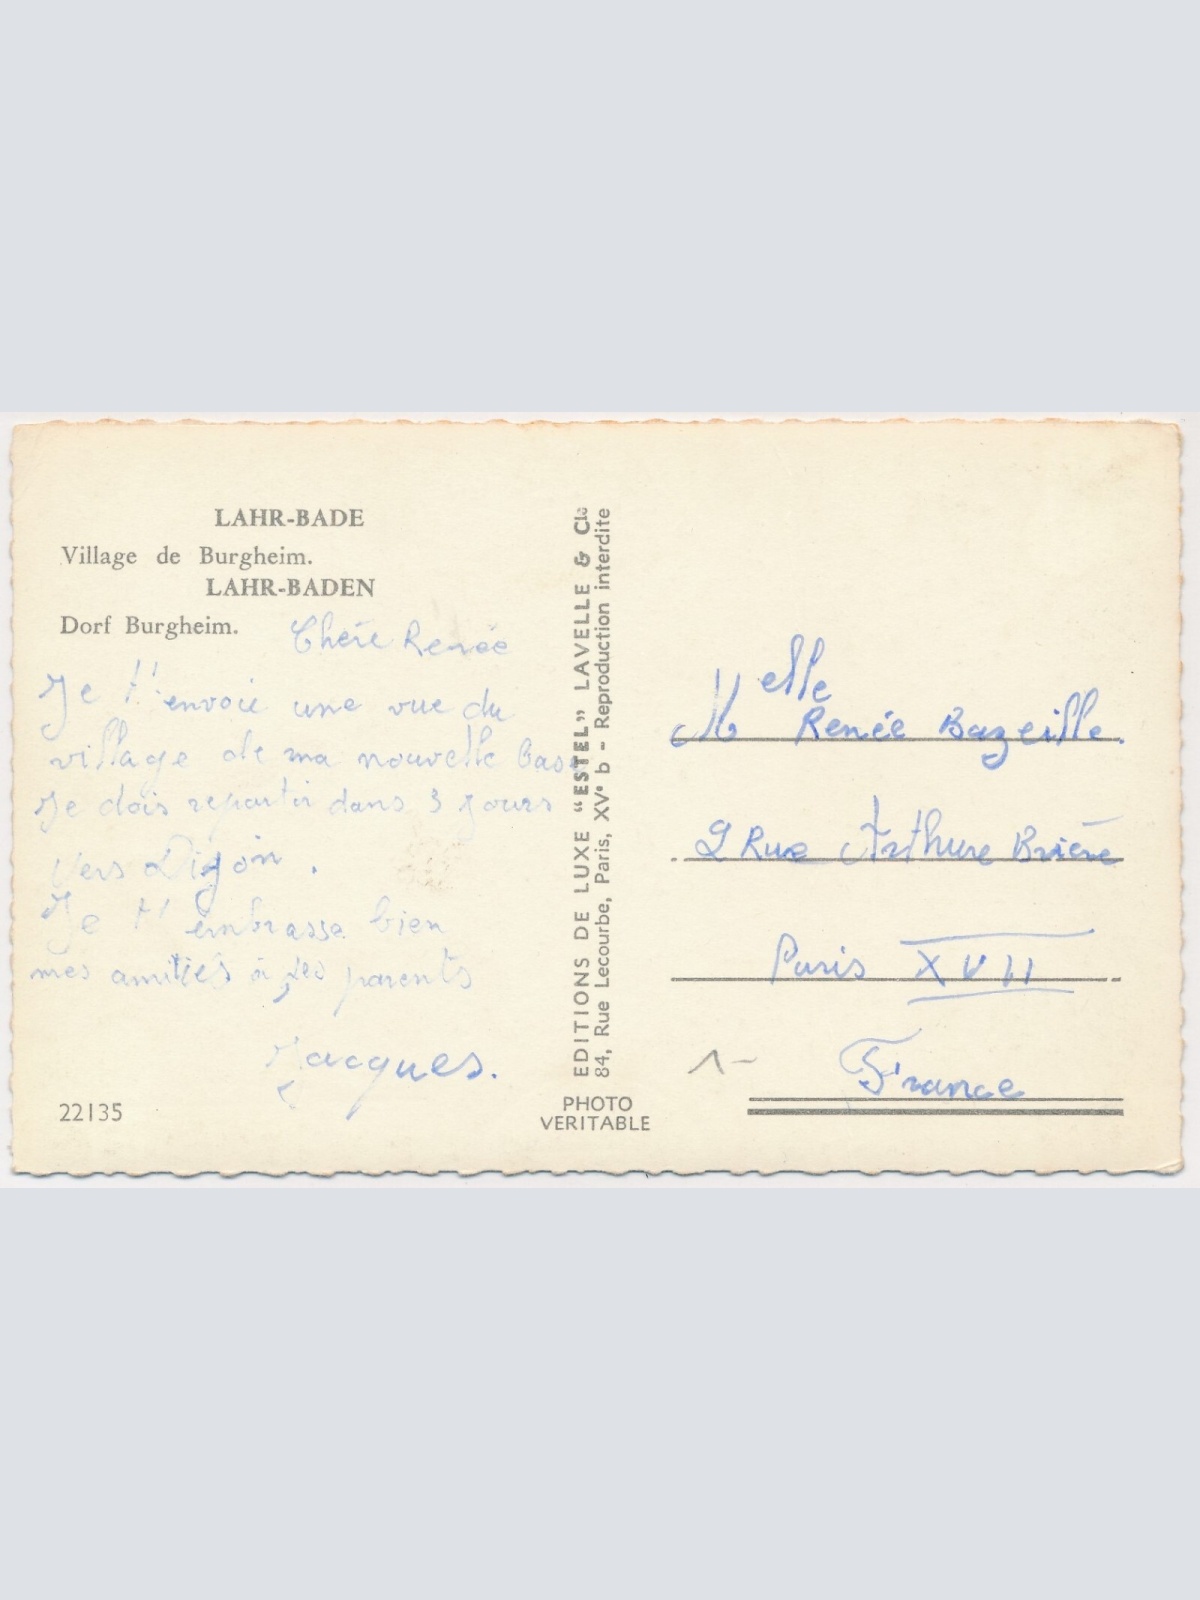 LAHR-BADE
Village de Burgheim.
LAHR-BADEN
Dorf Burgheim.
Chère Renée
Je t'envoie une vue du
village de ma nouvelle Base
Je dois repartir dans 3 jours
vers Dijon.
Je t'embrasse bien
mes amitiés à tes parents
Jacques.
22135
EDITIONS DE LUXE "ESTEL" LAVELLE & Cie
84, Rue Lecourbe, Paris, XVe b - Reproduction interdite
PHOTO
VERITABLE
Melle Renée Bazeille.
9 Rue Arthure Brière
Paris XVII
France
1-